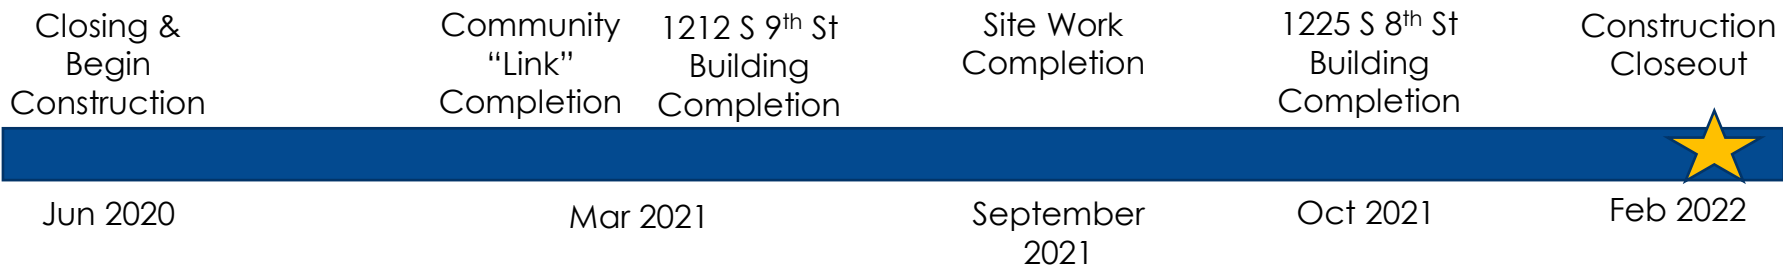 Closing &
Begin
Construction
Community
“Link”
Completion
1212 S 9th St
Building
Completion
Site Work
Completion
1225 S 8th St
Building
Completion
Construction
Closeout
Jun 2020
Mar 2021
September
2021
Oct 2021
Feb 2022